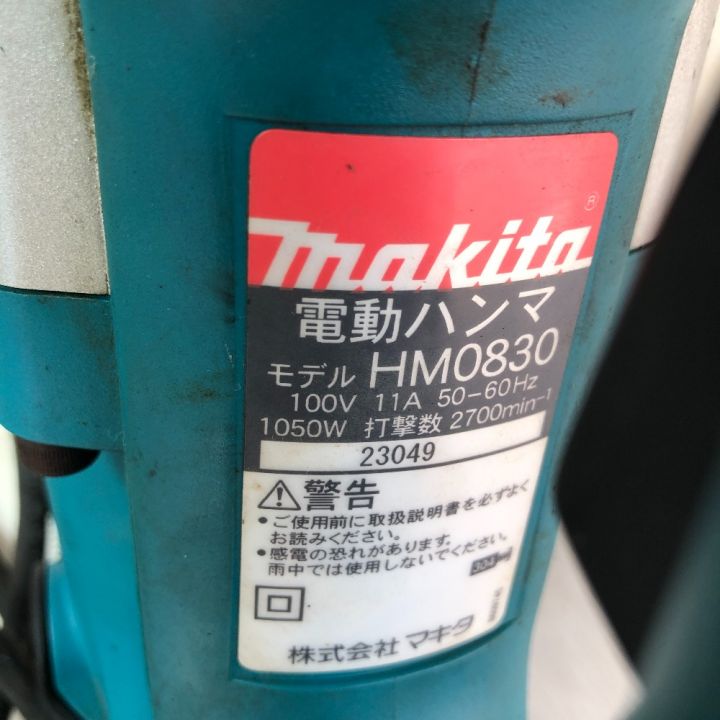 makita®
電動ハンマ
モデル HM0830
100V 11A 50-60Hz
1050W 打撃数 2700min-1
23049
警告
•ご使用前に取扱説明書を必ずよく
お読みください。
•感電の恐れがあります。
雨中では使用しないでください。
304
株式会社 マキタ